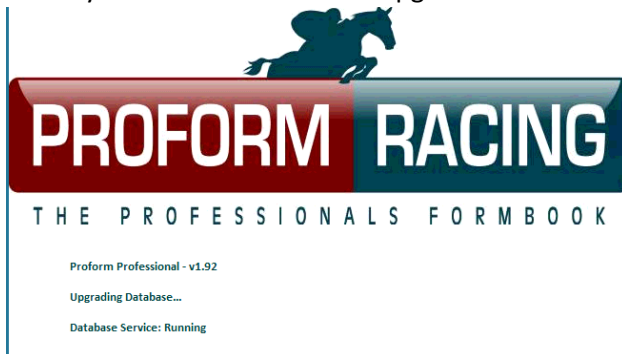 PROFORM RACING
THE PROFESSIONALS FORMBOOK
Proform Professional - v1.92
Upgrading Database...
Database Service: Running